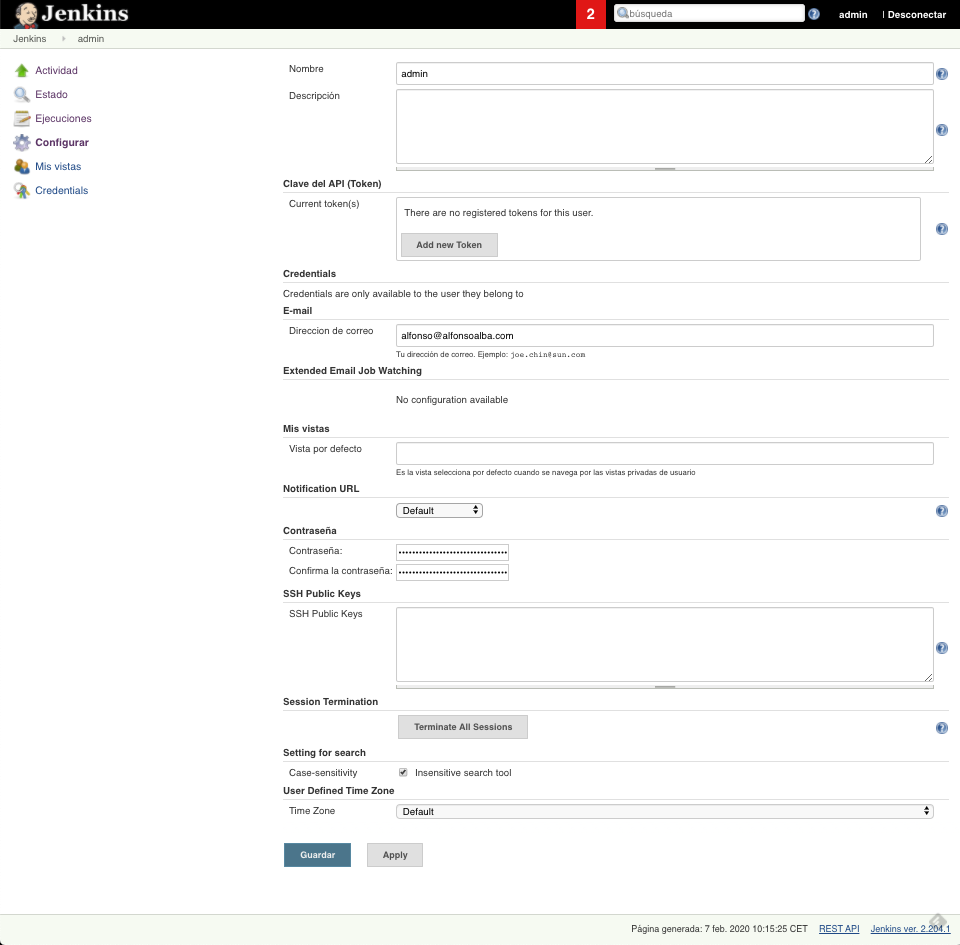 Jenkins
2
búsqueda
admin
Desconectar
Jenkins
admin
Actividad
Estado
Ejecuciones
Configurar
Mis vistas
Credentials
Nombre
admin
Descripción
Clave del API (Token)
Current token(s)
There are no registered tokens for this user.
Add new Token
Credentials
Credentials are only available to the user they belong to
E-mail
Direccion de correo
alfonso@alfonsoalba.com
Tu dirección de correo. Ejemplo: joe.chin@sun.com
Extended Email Job Watching
No configuration available
Mis vistas
Vista por defecto
Es la vista selecciona por defecto cuando se navega por las vistas privadas de usuario
Notification URL
Default
Contraseña
Contraseña:
Confirma la contraseña:
SSH Public Keys
SSH Public Keys
Session Termination
Terminate All Sessions
Setting for search
Case-sensitivity
Insensitive search tool
User Defined Time Zone
Time Zone
Default
Guardar
Apply
Página generada: 7 feb. 2020 10:15:25 CET
REST API
Jenkins ver. 2.204.1